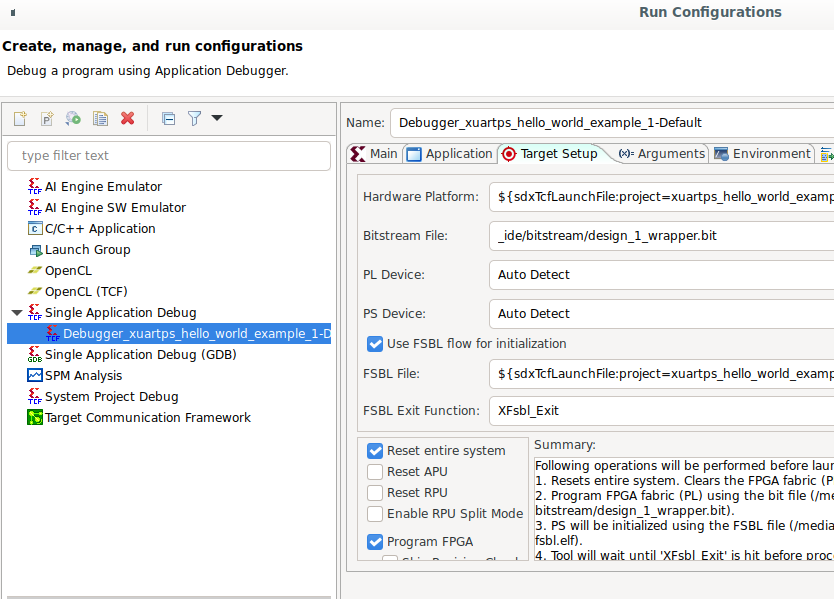 Run Configurations
Create, manage, and run configurations
Debug a program using Application Debugger.
type filter text
AI Engine Emulator
AI Engine SW Emulator
C/C++ Application
Launch Group
OpenCL
OpenCL (TCF)
Single Application Debug
Debugger_xuartps_hello_world_example_1-D
Single Application Debug (GDB)
SPM Analysis
System Project Debug
Target Communication Framework
Name: Debugger_xuartps_hello_world_example_1-Default
Main Application Target Setup (x)= Arguments Environment
Hardware Platform: ${sdxTcfLaunchFile:project=xuartps_hello_world_examp
Bitstream File: _ide/bitstream/design_1_wrapper.bit
PL Device: Auto Detect
PS Device: Auto Detect
Use FSBL flow for initialization
FSBL File: ${sdxTcfLaunchFile:project=xuartps_hello_world_examp
FSBL Exit Function: XFsbl_Exit
Reset entire system
Reset APU
Reset RPU
Enable RPU Split Mode
Program FPGA
Summary:
Following operations will be performed before laun
1. Resets entire system. Clears the FPGA fabric (P
2. Program FPGA fabric (PL) using the bit file (/me
bitstream/design_1_wrapper.bit).
3. PS will be initialized using the FSBL file (/media
fsbl.elf).
4. Tool will wait until 'XFsbl_Exit' is hit before proc